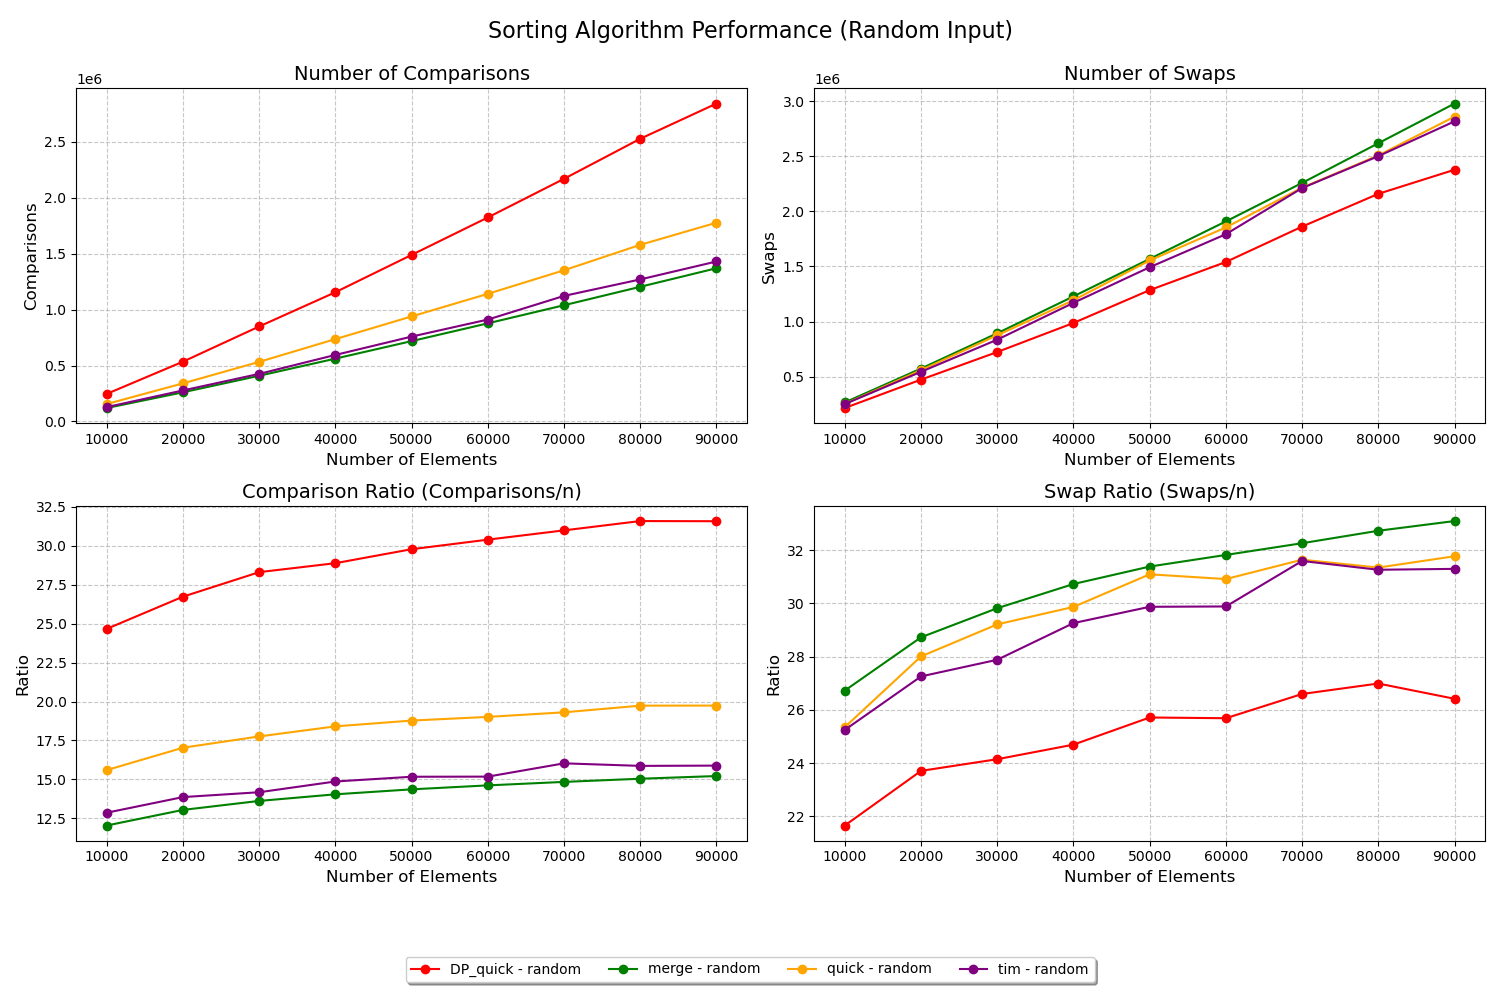 Sorting Algorithm Performance (Random Input)
Number of Comparisons
1e6
2.5
2.0
1.5
1.0
0.5
0.0
Comparisons
10000 20000 30000 40000 50000 60000 70000 80000 90000
Number of Elements
Number of Swaps
1e6
3.0
2.5
2.0
1.5
1.0
0.5
Swaps
10000 20000 30000 40000 50000 60000 70000 80000 90000
Number of Elements
Comparison Ratio (Comparisons/n)
32.5
30.0
27.5
25.0
22.5
20.0
17.5
15.0
12.5
Ratio
10000 20000 30000 40000 50000 60000 70000 80000 90000
Number of Elements
Swap Ratio (Swaps/n)
32
30
28
26
24
22
Ratio
10000 20000 30000 40000 50000 60000 70000 80000 90000
Number of Elements
DP_quick - random merge - random quick - random tim - random